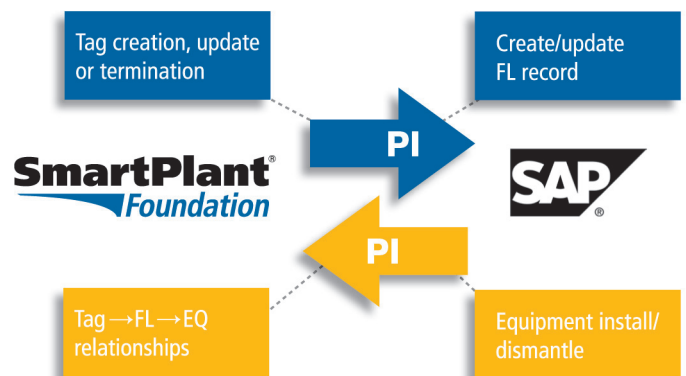 Tag creation, update
or termination
Create/update
FL record
PI
SmartPlant®
Foundation
SAP®
PI
Tag→FL→EQ
relationships
Equipment install/
dismantle